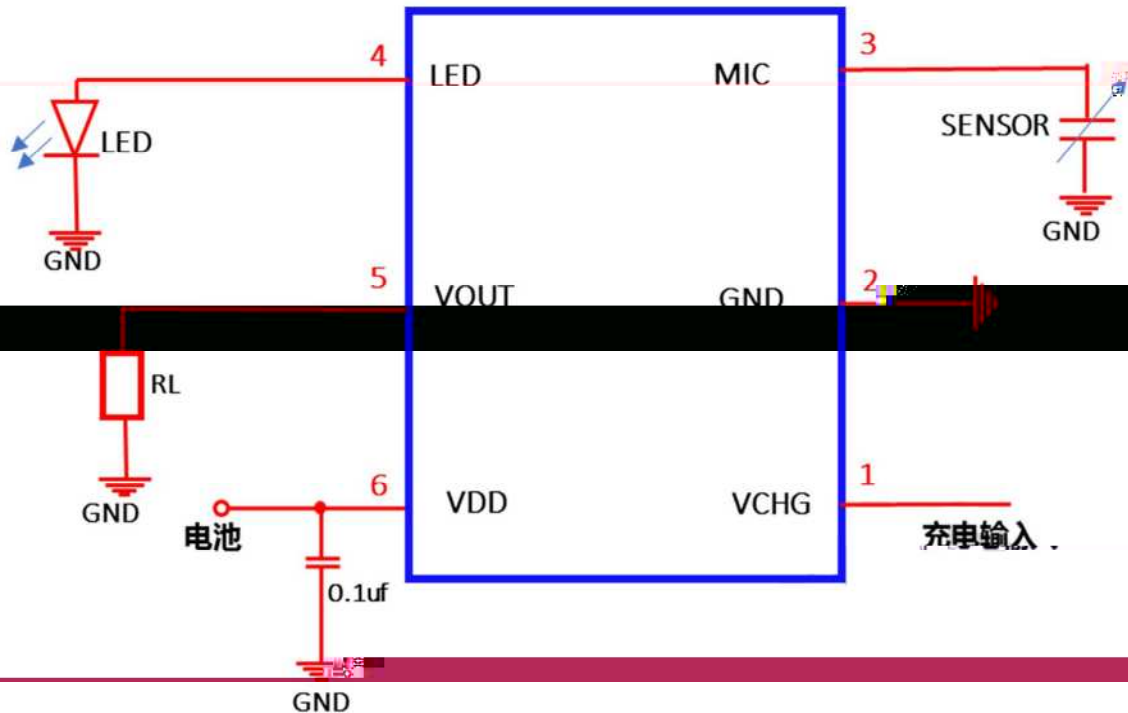 4
3
LED
MIC
LED
SENSOR
GND
GND
5
2
VOUT
GND
RL
6
1
VDD
VCHG
GND
电池
充电输入
0.1uf
GND